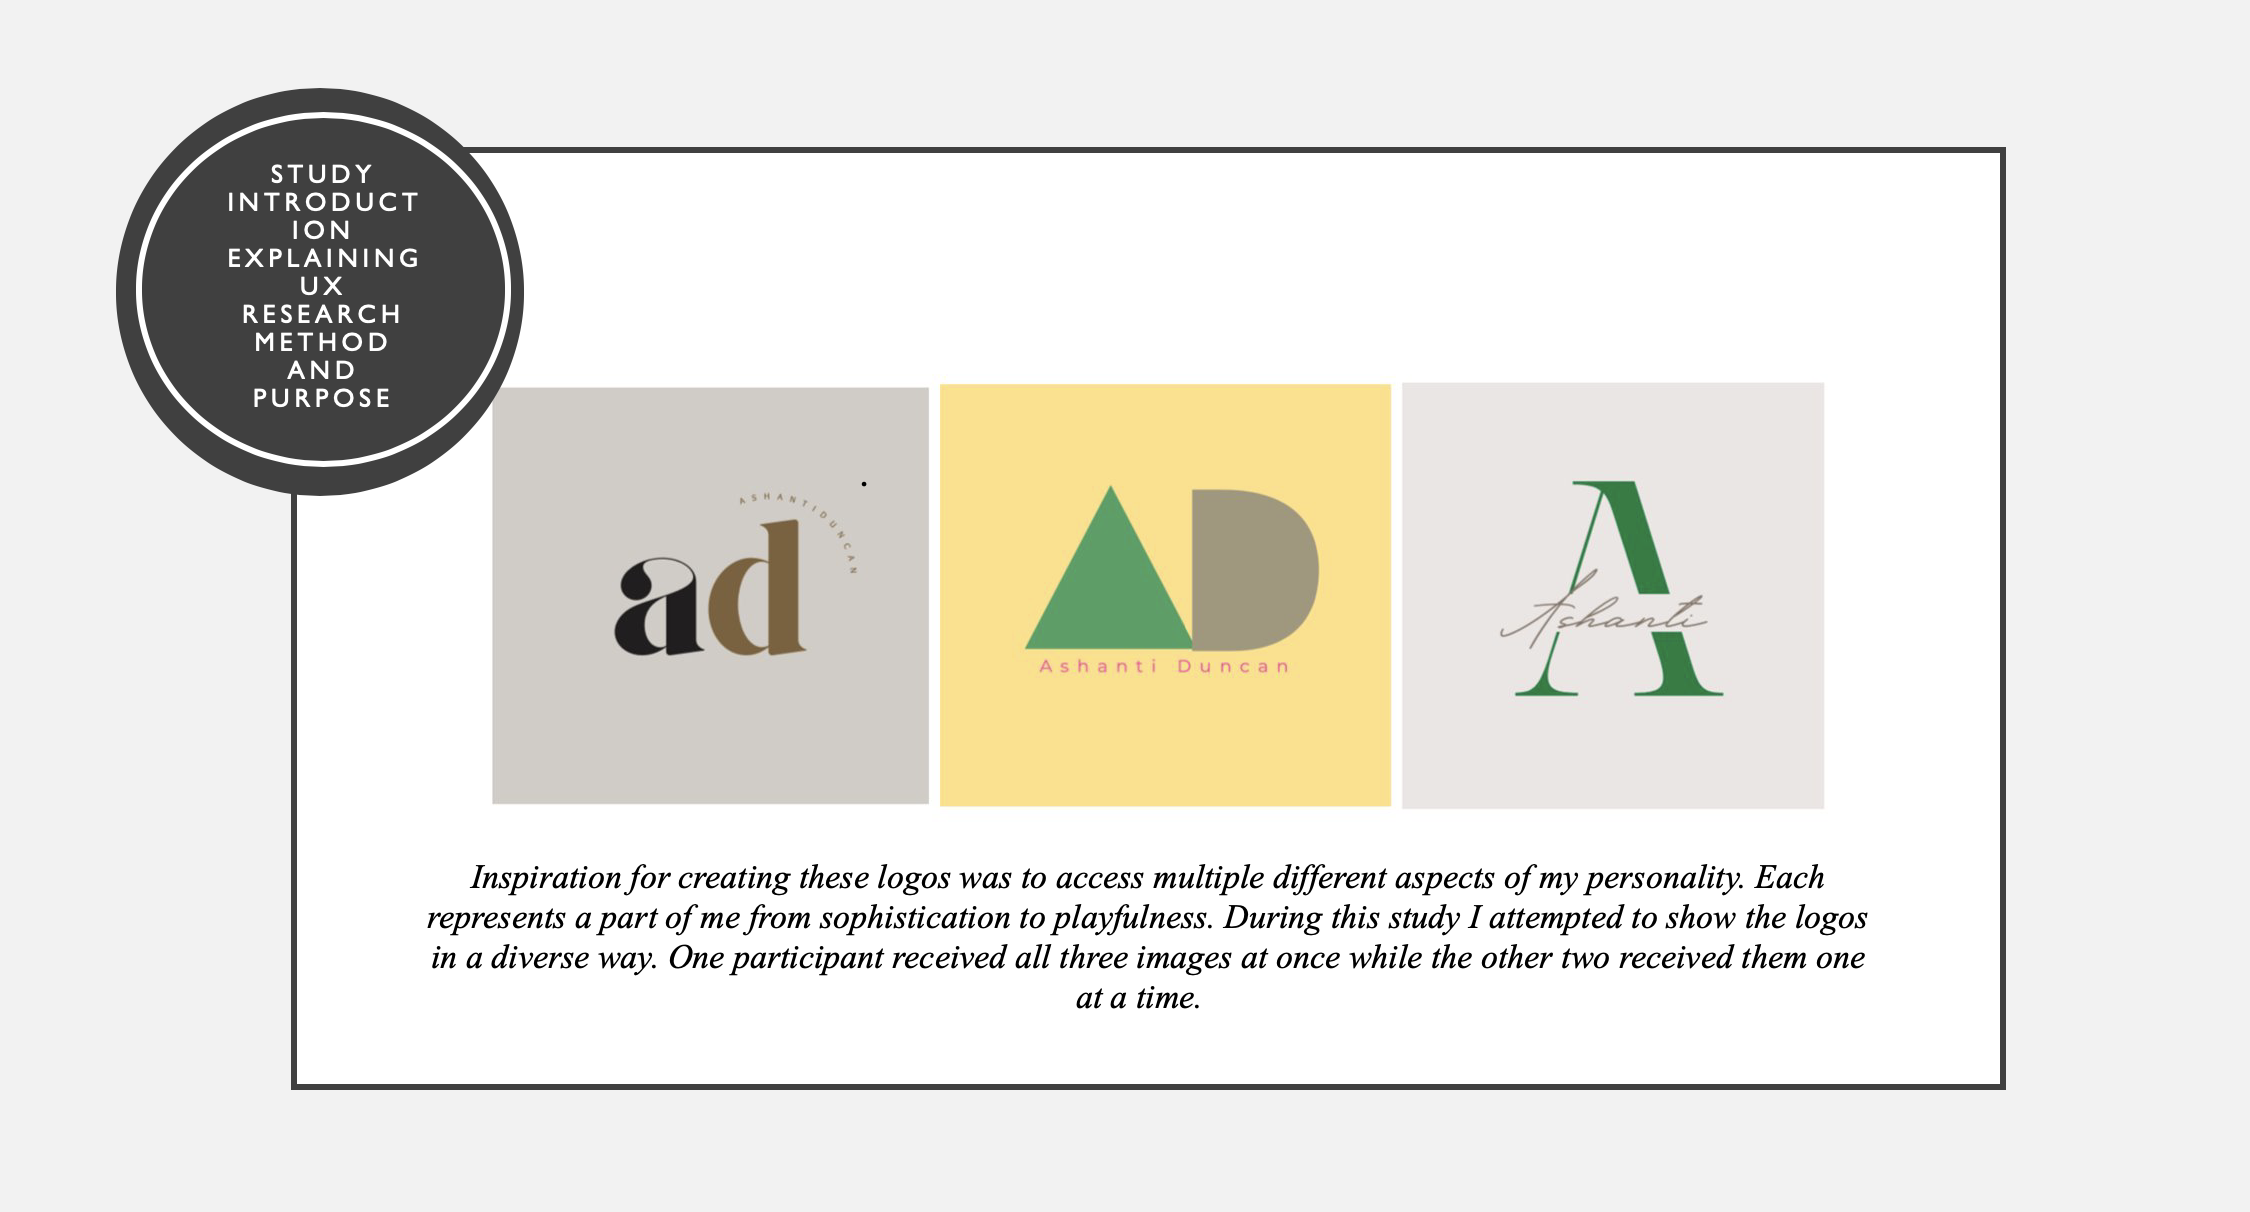 STUDY
INTRODUCT
ION
EXPLAINING
UX
RESEARCH
METHOD
AND
PURPOSE
ASHANTIDUNCAN
ad
AD
Ashanti Duncan
A
Ashanti
Inspiration for creating these logos was to access multiple different aspects of my personality. Each
represents a part of me from sophistication to playfulness. During this study I attempted to show the logos
in a diverse way. One participant received all three images at once while the other two received them one
at a time.